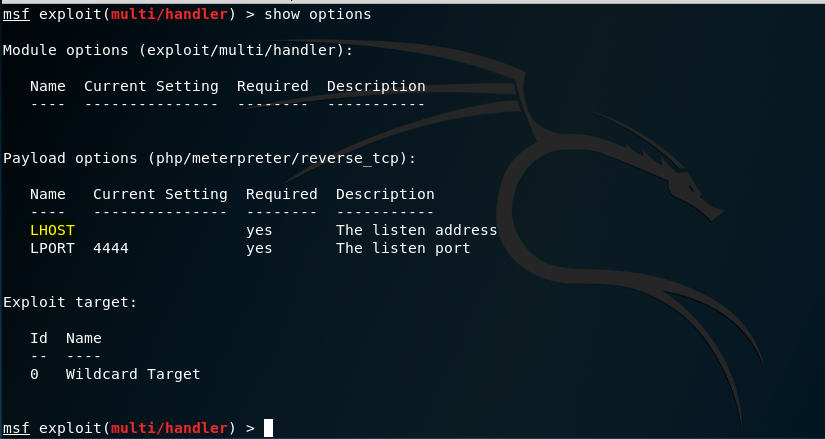 msf exploit(multi/handler) > show options
Module options (exploit/multi/handler):
Name  Current Setting  Required  Description
----  ---------------  --------  -----------
Payload options (php/meterpreter/reverse_tcp):
Name   Current Setting  Required  Description
----   ---------------  --------  -----------
LHOST                   yes       The listen address
LPORT  4444             yes       The listen port
Exploit target:
Id  Name
--  ----
0   Wildcard Target
msf exploit(multi/handler) >